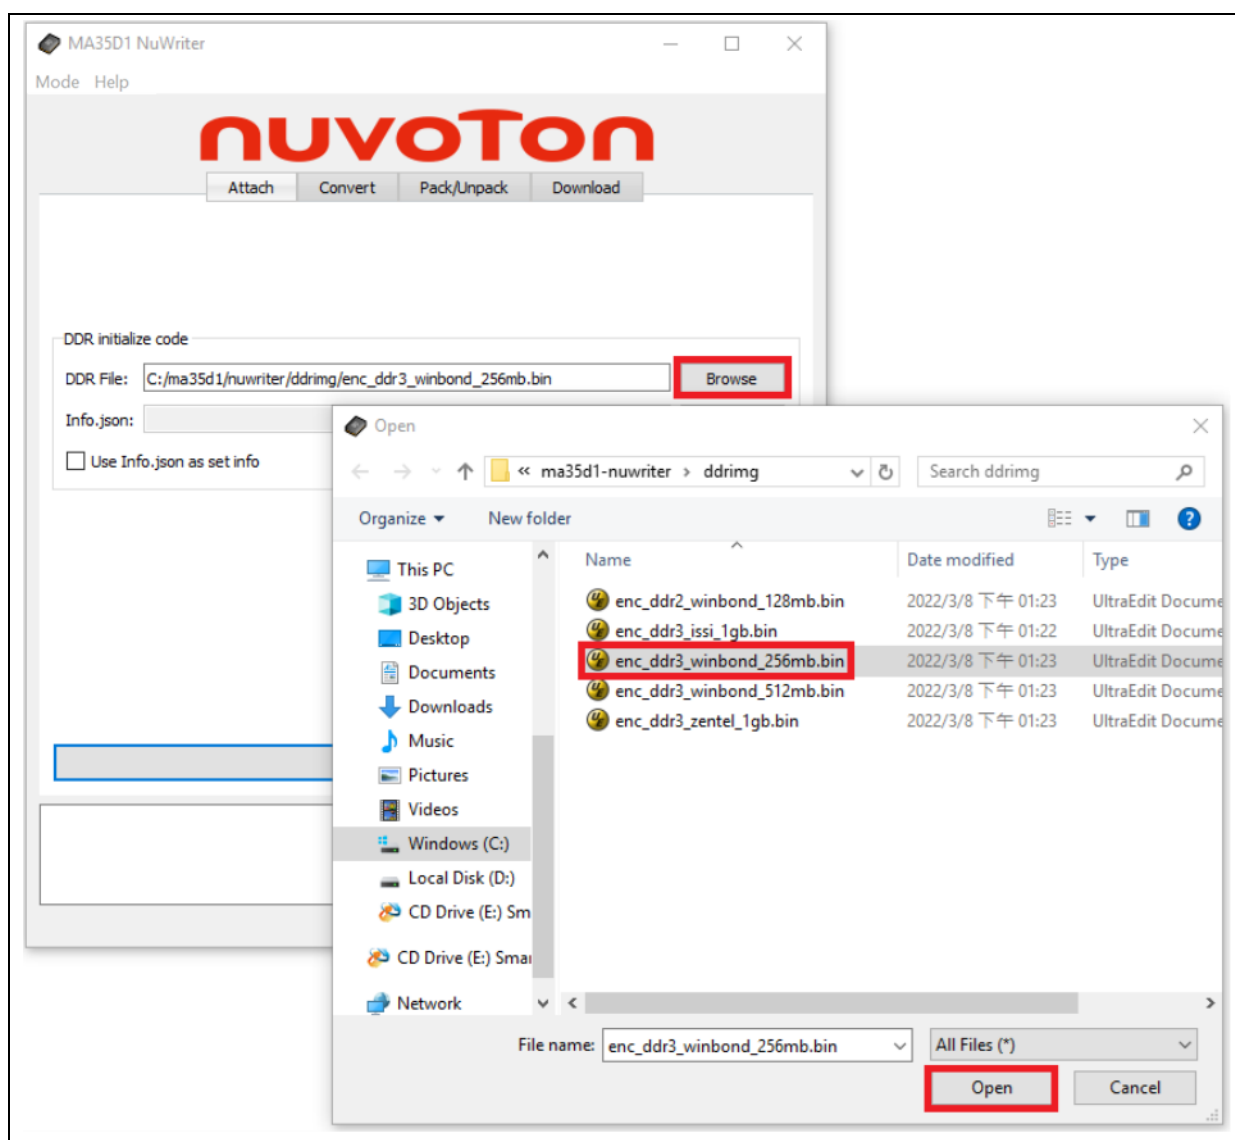 MA35D1 NuWriter
Mode Help
nuvoTon
Attach Convert Pack/Unpack Download
DDR initialize code
DDR File: C:/ma35d1/nuwriter/ddrimg/enc_ddr3_winbond_256mb.bin Browse
Info.json:
Use Info.json as set info
Open
« ma35d1-nuwriter › ddrimg
Search ddrimg
Organize New folder
This PC
3D Objects
Desktop
Documents
Downloads
Music
Pictures
Videos
Windows (C:)
Local Disk (D:)
CD Drive (E:) Sm
CD Drive (E:) Smar
Network
Name Date modified Type
enc_ddr2_winbond_128mb.bin 2022/3/8 下午 01:23 UltraEdit Docume
enc_ddr3_issi_1gb.bin 2022/3/8 下午 01:22 UltraEdit Docume
enc_ddr3_winbond_256mb.bin 2022/3/8 下午 01:23 UltraEdit Docume
enc_ddr3_winbond_512mb.bin 2022/3/8 下午 01:23 UltraEdit Docume
enc_ddr3_zentel_1gb.bin 2022/3/8 下午 01:23 UltraEdit Docume
File name: enc_ddr3_winbond_256mb.bin All Files (*)
Open Cancel